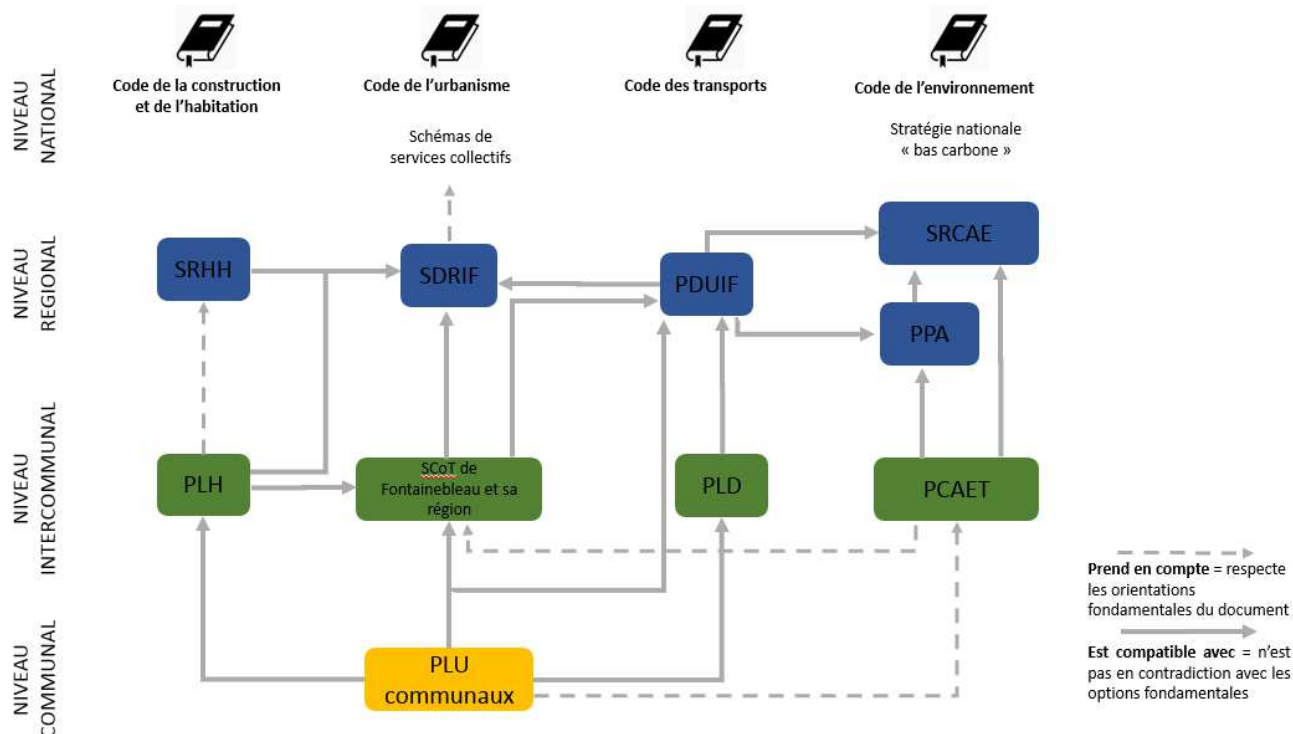 NIVEAU
NATIONAL
Code de la construction
et de l'habitation
Code de l'urbanisme
Code des transports
Code de l'environnement
Schémas de
services collectifs
Stratégie nationale
« bas carbone »
NIVEAU
REGIONAL
SRHH
SDRIF
PDUIF
SRCAE
PPA
NIVEAU
INTERCOMMUNAL
PLH
SCoT de
Fontainebleau et sa
région
PLD
PCAET
NIVEAU
COMMUNAL
PLU
communaux
Prend en compte = respecte
les orientations
fondamentales du document
Est compatible avec = n'est
pas en contradiction avec les
options fondamentales